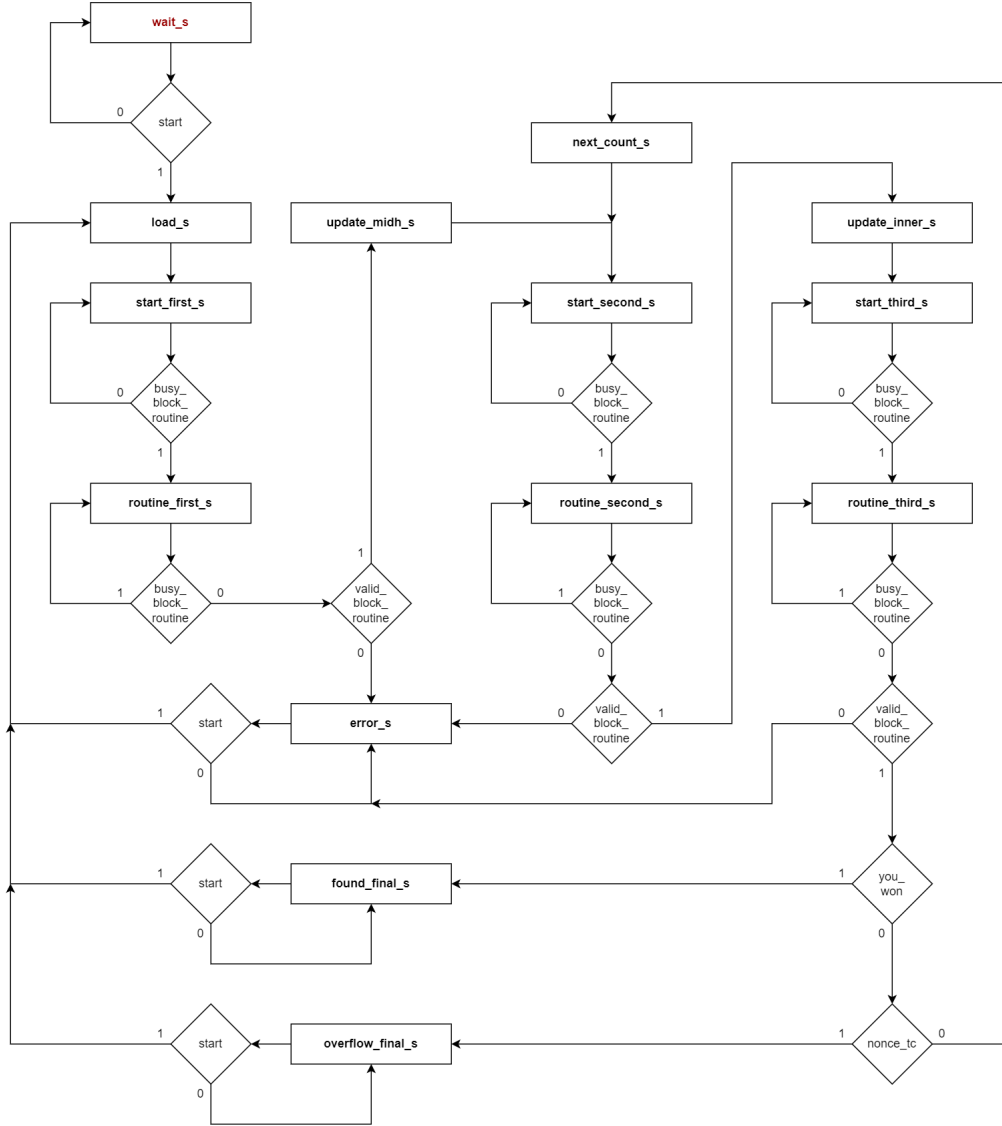 wait_s
0
start
1
next_count_s
load_s
update_midh_s
update_inner_s
start_first_s
start_second_s
start_third_s
0
busy_
block_
routine
1
0
busy_
block_
routine
1
0
busy_
block_
routine
1
routine_first_s
routine_second_s
routine_third_s
1
busy_
block_
routine
0
1
valid_
block_
routine
0
1
busy_
block_
routine
0
1
busy_
block_
routine
0
1
start
0
error_s
0
valid_
block_
routine
1
0
valid_
block_
routine
1
1
start
0
found_final_s
1
you_
won
0
1
start
0
overflow_final_s
1
nonce_tc
0